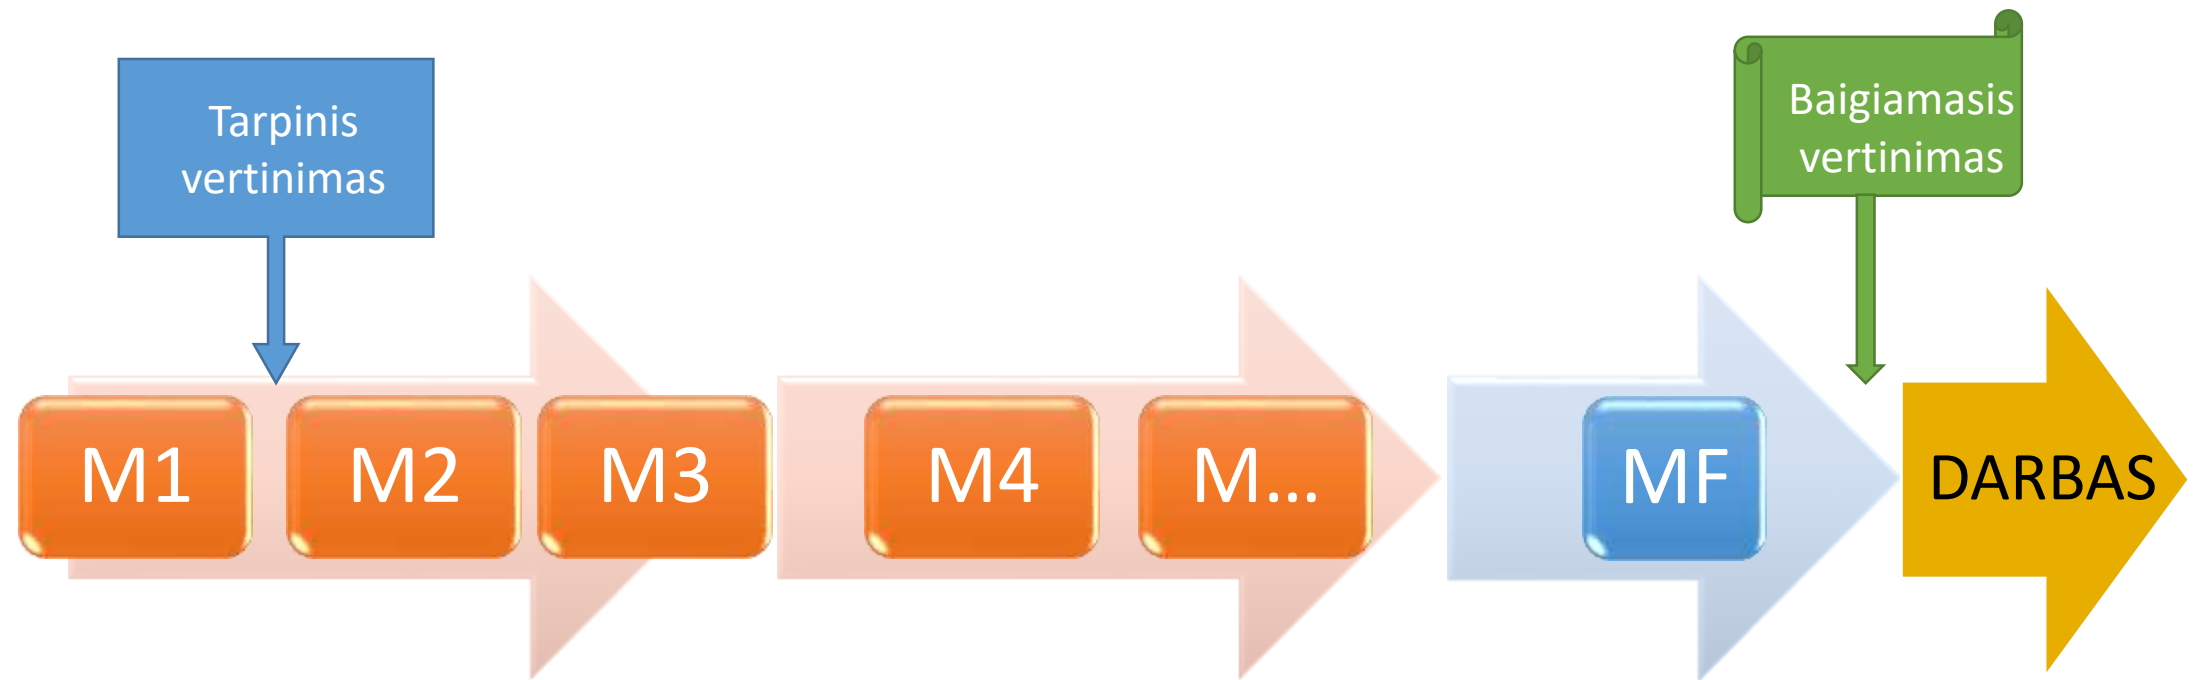 Tarpinis
vertinimas
Baigiamasis
vertinimas
M1
M2
M3
M4
M...
MF
DARBAS